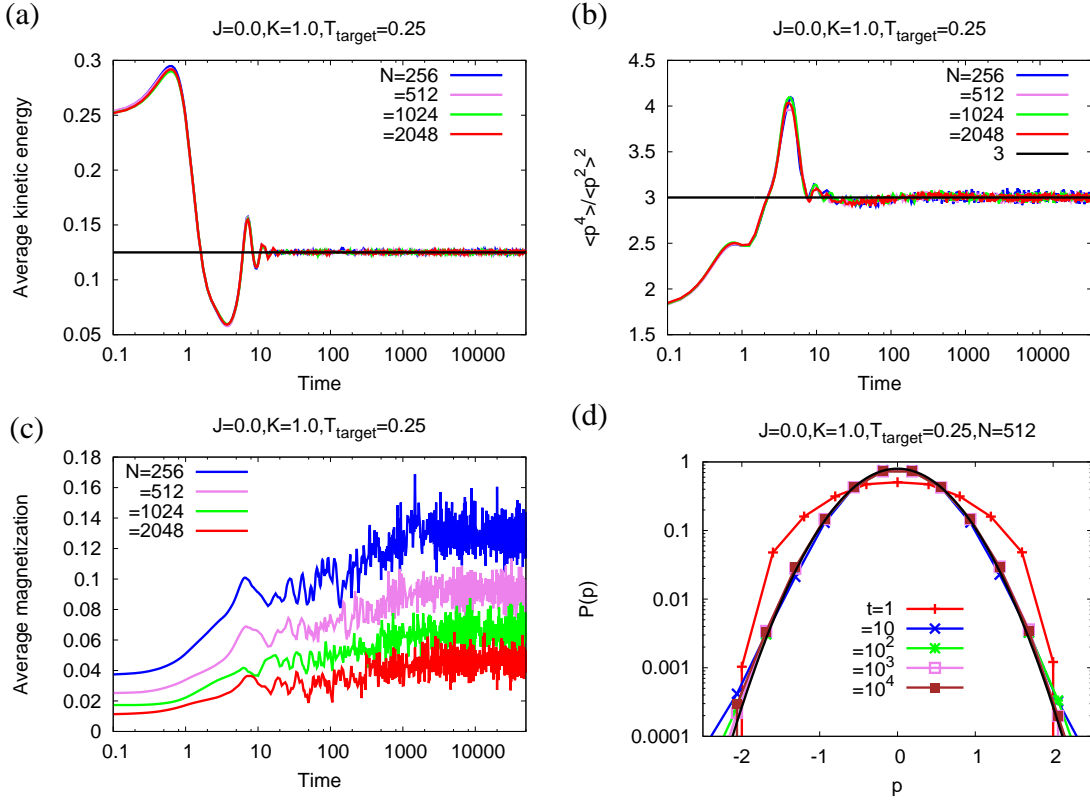 (a)
J=0.0,K=1.0,T_target=0.25
Average kinetic energy
0.3
0.25
0.2
0.15
0.1
0.05
N=256
=512
=1024
=2048
0.1 1 10 100 1000 10000
Time
(b)
J=0.0,K=1.0,T_target=0.25
<p^4>/<p^2>^2
4.5
4
3.5
3
2.5
2
1.5
N=256
=512
=1024
=2048
3
0.1 1 10 100 1000 10000
Time
(c)
J=0.0,K=1.0,T_target=0.25
Average magnetization
0.18
0.16
0.14
0.12
0.1
0.08
0.06
0.04
0.02
0
N=256
=512
=1024
=2048
0.1 1 10 100 1000 10000
Time
(d)
J=0.0,K=1.0,T_target=0.25,N=512
P(p)
1
0.1
0.01
0.001
0.0001
t=1
=10
=10^2
=10^3
=10^4
-2 -1 0 1 2
p